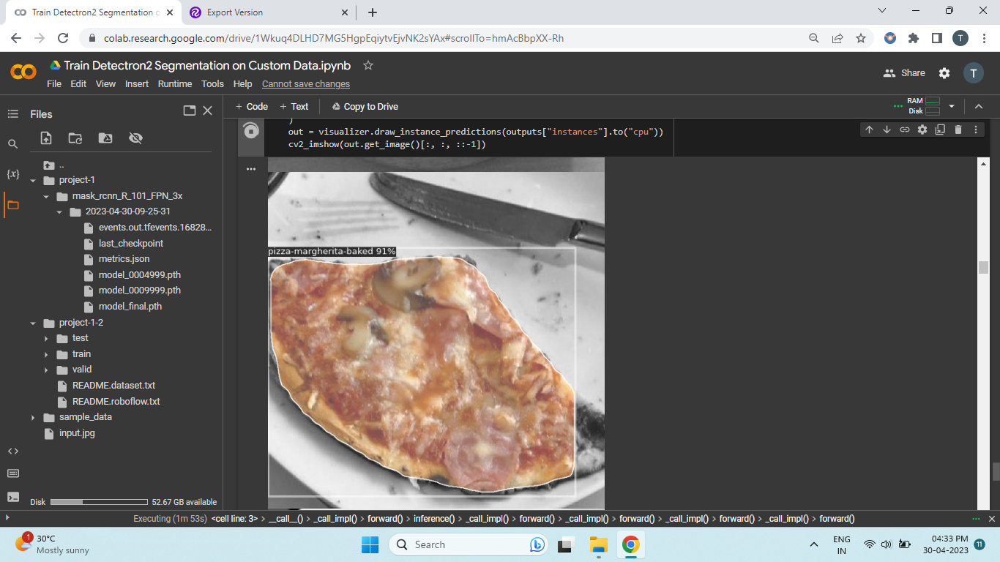 Train Detectron2 Segmentation o
Export Version
colab.research.google.com/drive/1Wkuq4DLHD7MG5HgpEqiytvEjvNK2sYAx#scrollTo=hmAcBbpXX-Rh
T
Train Detectron2 Segmentation on Custom Data.ipynb
File Edit View Insert Runtime Tools Help Cannot save changes
Share
T
Files
+ Code + Text Copy to Drive
RAM
Disk
..
project-1
mask_rcnn_R_101_FPN_3x
2023-04-30-09-25-31
events.out.tfevents.16828...
last_checkpoint
metrics.json
model_0004999.pth
model_0009999.pth
model_final.pth
project-1-2
test
train
valid
README.dataset.txt
README.roboflow.txt
sample_data
input.jpg
Disk 52.67 GB available
)
out = visualizer.draw_instance_predictions(outputs["instances"].to("cpu"))
cv2_imshow(out.get_image()[:, :, ::-1])
pizza-margherita-baked 91%
Executing (1m 53s) <cell line: 3> > __call__() > _call_impl() > forward() > inference() > _call_impl() > forward() > _call_impl() > forward() > _call_impl() > forward() > _call_impl() > forward()
1
30°C
Mostly sunny
Search
ENG
IN
04:33 PM
30-04-2023
11